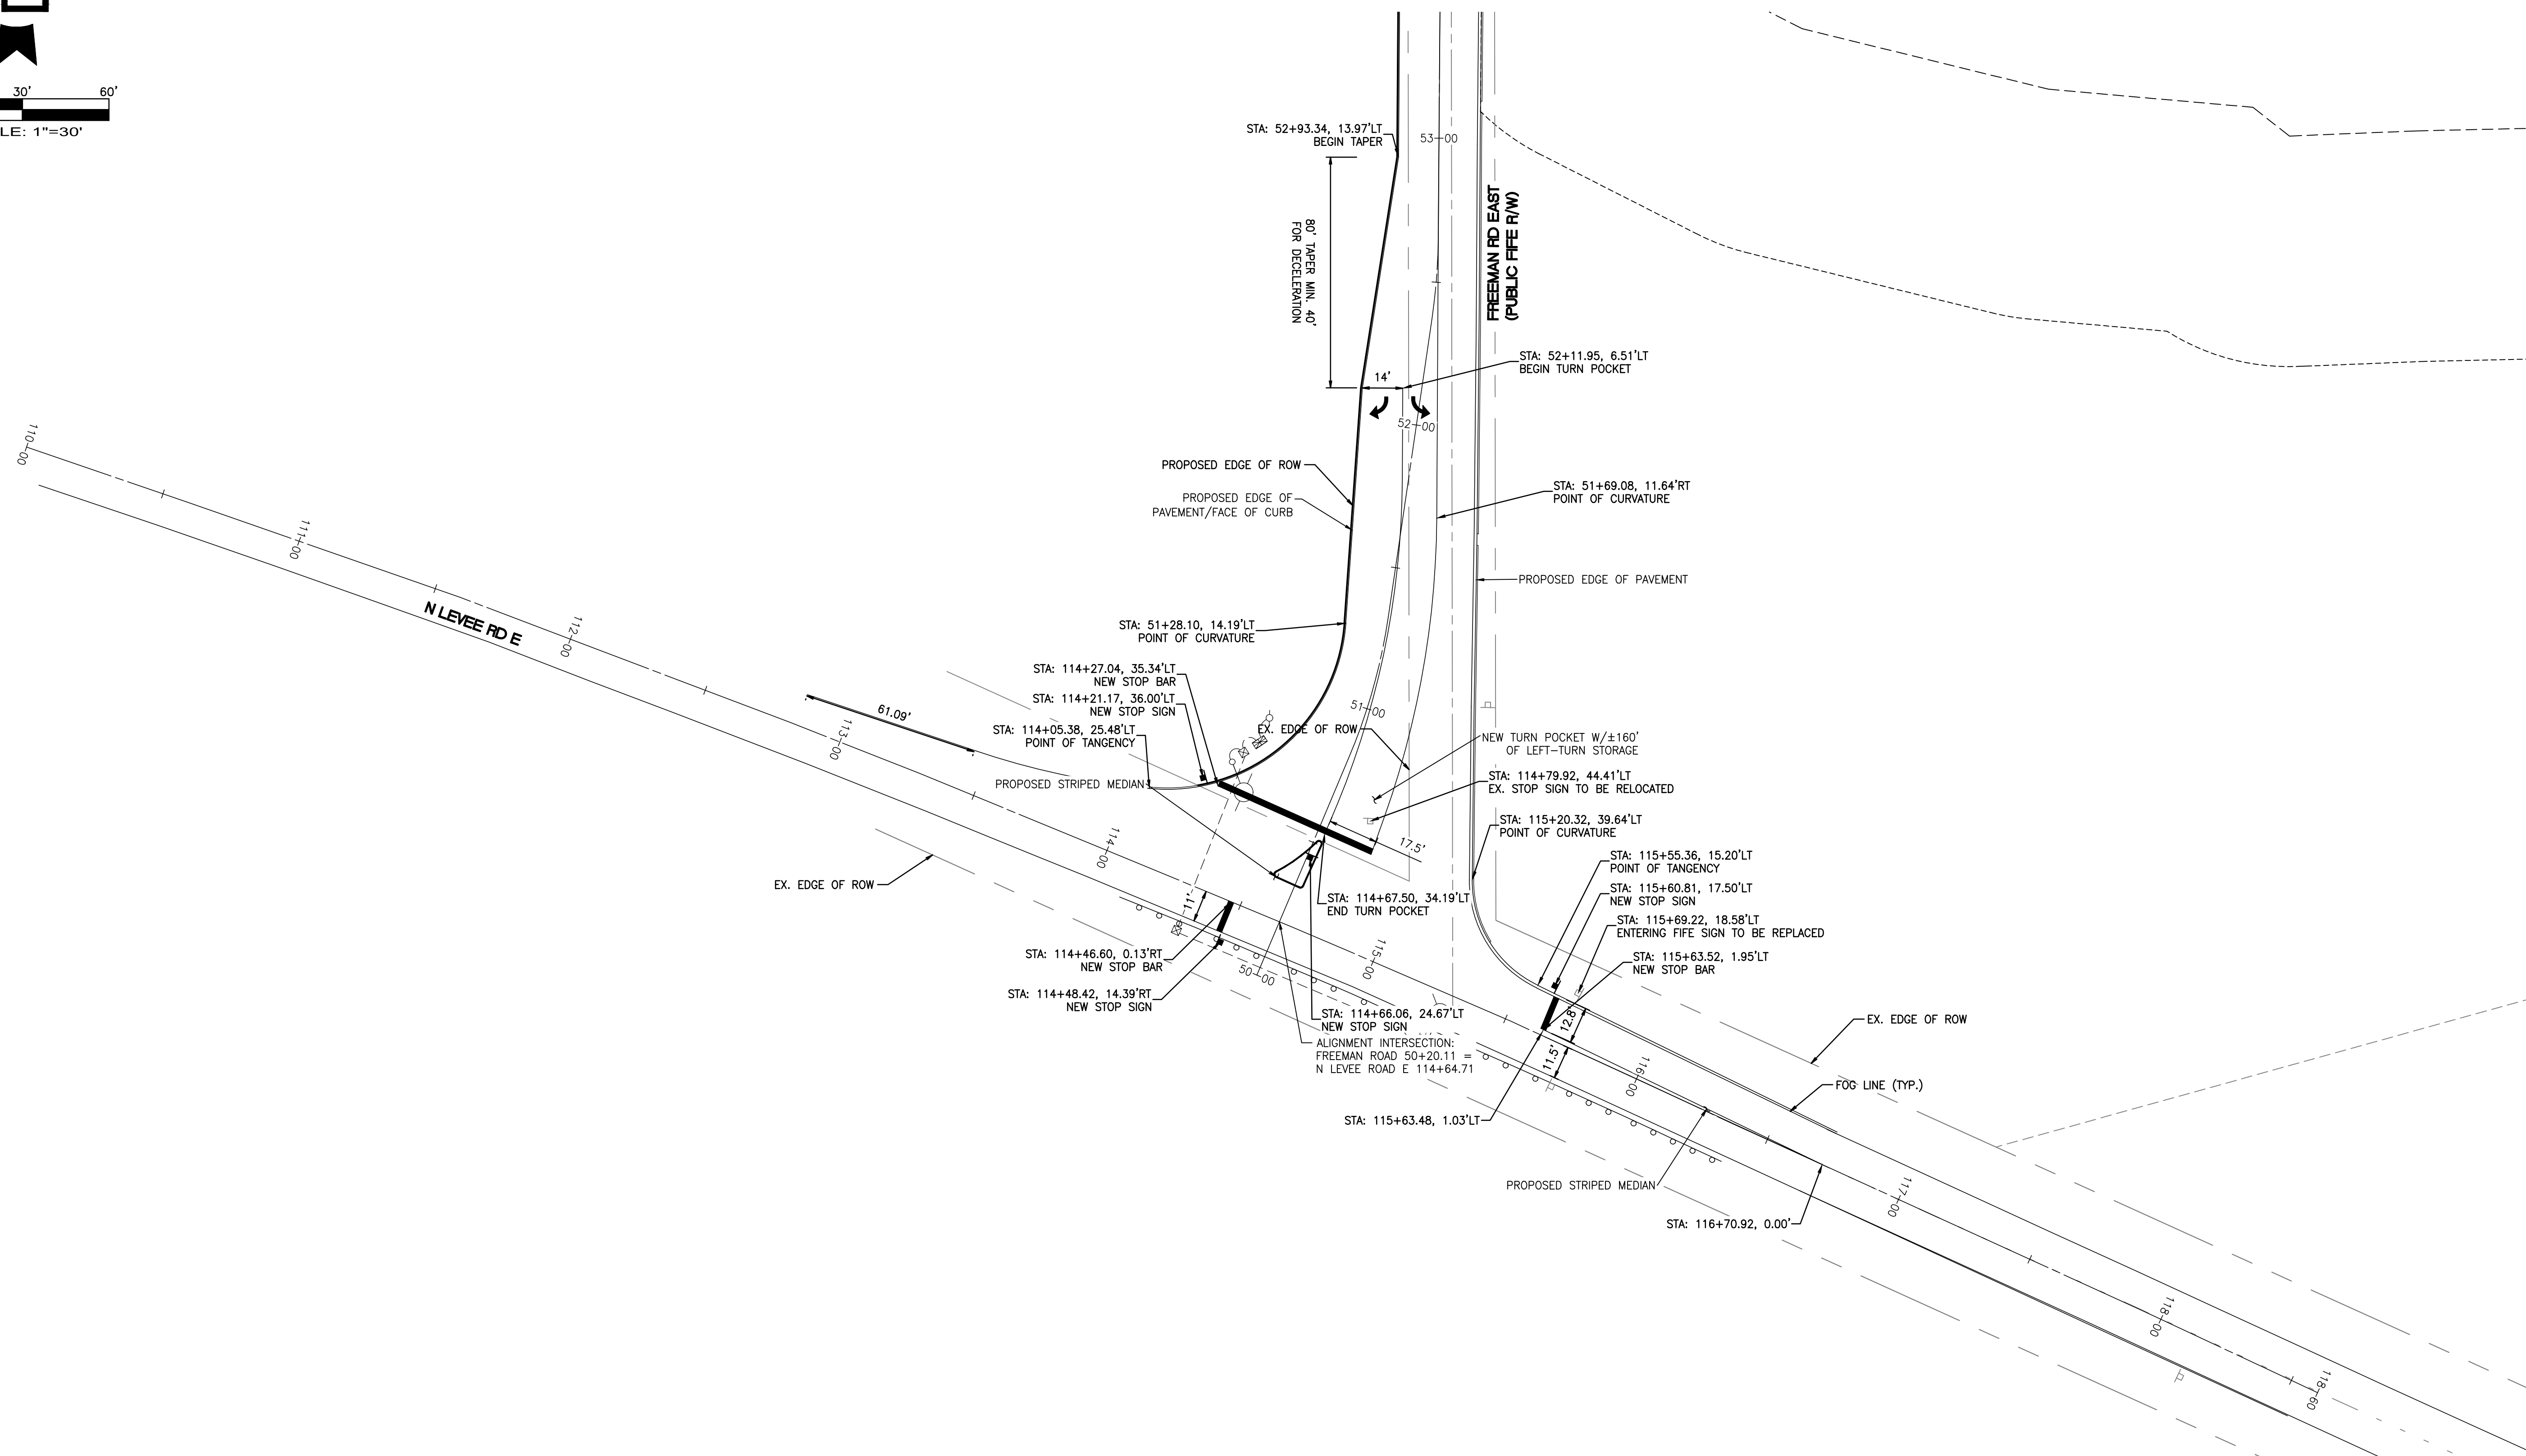 30'
60'
LE: 1"=30'
STA: 52+93.34, 13.97'LT
BEGIN TAPER
53+00
FREEMAN RD EAST
(PUBLIC FIFE R/W)
80' TAPER MIN. 40'
FOR DECELERATION
STA: 52+11.95, 6.51'LT
BEGIN TURN POCKET
14'
52+00
110+00
PROPOSED EDGE OF ROW
PROPOSED EDGE OF
PAVEMENT/FACE OF CURB
STA: 51+69.08, 11.64'RT
POINT OF CURVATURE
111+00
PROPOSED EDGE OF PAVEMENT
N LEVEE RD E
112+00
STA: 51+28.10, 14.19'LT
POINT OF CURVATURE
STA: 114+27.04, 35.34'LT
NEW STOP BAR
STA: 114+21.17, 36.00'LT
NEW STOP SIGN
STA: 114+05.38, 25.48'LT
POINT OF TANGENCY
61.09'
113+00
51+00
EX. EDGE OF ROW
NEW TURN POCKET W/±160'
OF LEFT-TURN STORAGE
PROPOSED STRIPED MEDIAN
STA: 114+79.92, 44.41'LT
EX. STOP SIGN TO BE RELOCATED
STA: 115+20.32, 39.64'LT
POINT OF CURVATURE
17.5'
114+00
STA: 115+55.36, 15.20'LT
POINT OF TANGENCY
EX. EDGE OF ROW
STA: 115+60.81, 17.50'LT
NEW STOP SIGN
11'
STA: 114+67.50, 34.19'LT
END TURN POCKET
STA: 115+69.22, 18.58'LT
ENTERING FIFE SIGN TO BE REPLACED
STA: 114+46.60, 0.13'RT
NEW STOP BAR
115+00
STA: 115+63.52, 1.95'LT
NEW STOP BAR
50+00
STA: 114+48.42, 14.39'RT
NEW STOP SIGN
STA: 114+66.06, 24.67'LT
NEW STOP SIGN
12.8'
EX. EDGE OF ROW
ALIGNMENT INTERSECTION:
FREEMAN ROAD 50+20.11 =
N LEVEE ROAD E 114+64.71
11.5'
116+00
FOG LINE (TYP.)
STA: 115+63.48, 1.03'LT
PROPOSED STRIPED MEDIAN
117+00
STA: 116+70.92, 0.00'
118+00
118+60